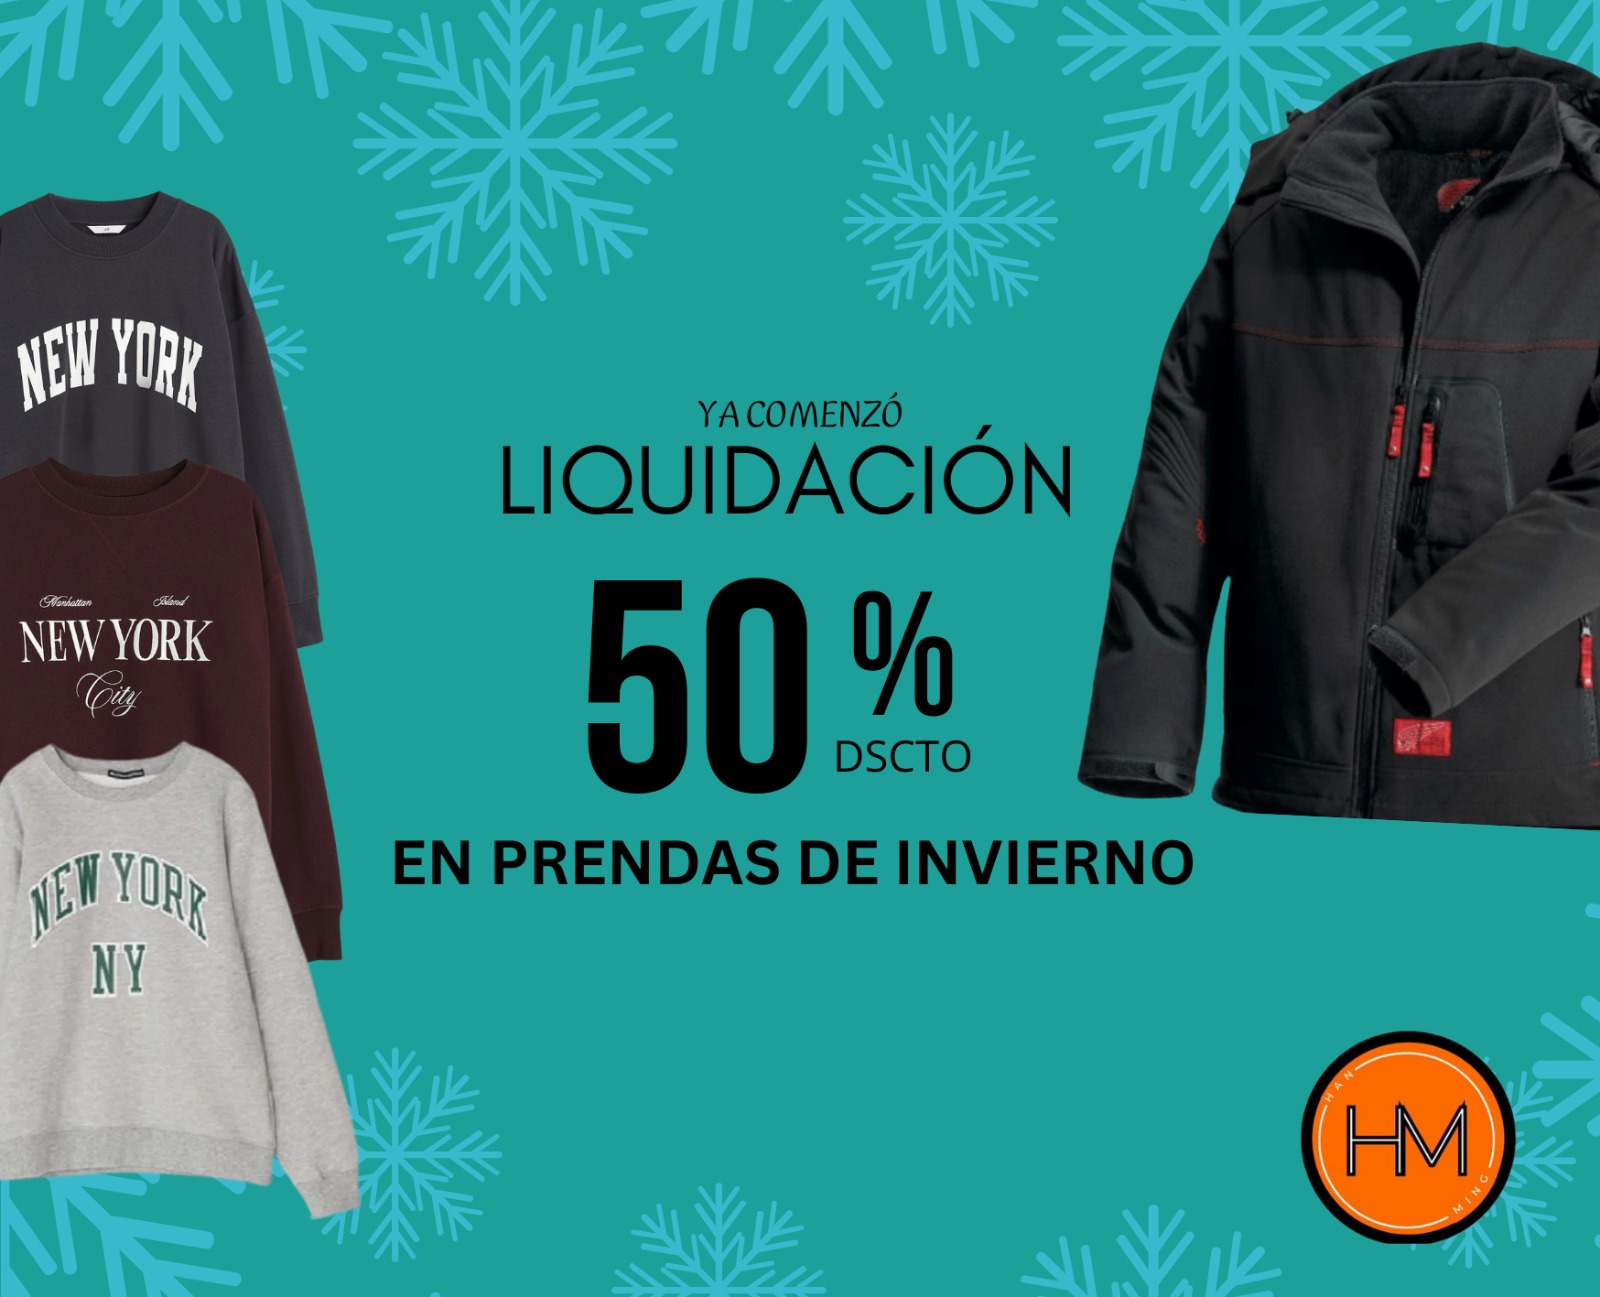 NEW YORK
Manhattan Island
NEW YORK
City
NEW YORK
NY
YA COMENZÓ
LIQUIDACIÓN
50 %
DSCTO
EN PRENDAS DE INVIERNO
HAN
HM
MING